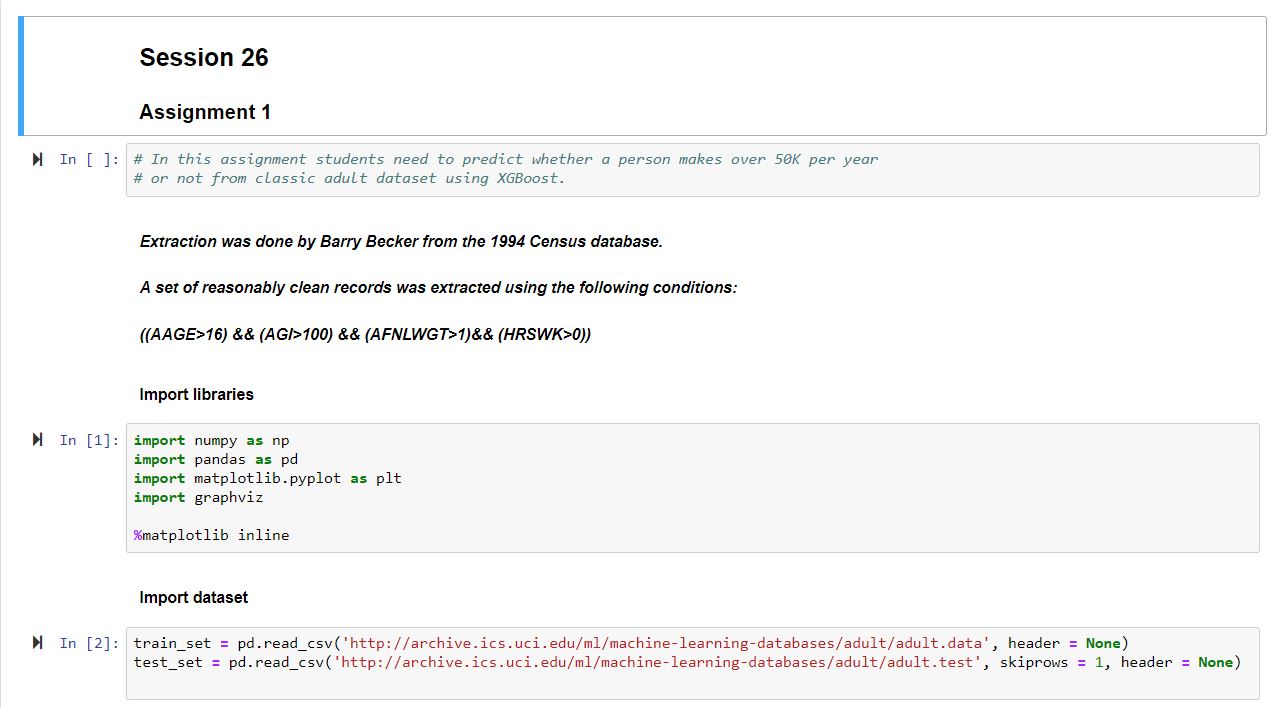 Session 26
Assignment 1
In [ ]: # In this assignment students need to predict whether a person makes over 50K per year
# or not from classic adult dataset using XGBoost.
Extraction was done by Barry Becker from the 1994 Census database.
A set of reasonably clean records was extracted using the following conditions:
((AAGE>16) && (AGI>100) && (AFNLWGT>1)&& (HRSWK>0))
Import libraries
In [1]: import numpy as np
import pandas as pd
import matplotlib.pyplot as plt
import graphviz
%matplotlib inline
Import dataset
In [2]: train_set = pd.read_csv('http://archive.ics.uci.edu/ml/machine-learning-databases/adult/adult.data', header = None)
test_set = pd.read_csv('http://archive.ics.uci.edu/ml/machine-learning-databases/adult/adult.test', skiprows = 1, header = None)